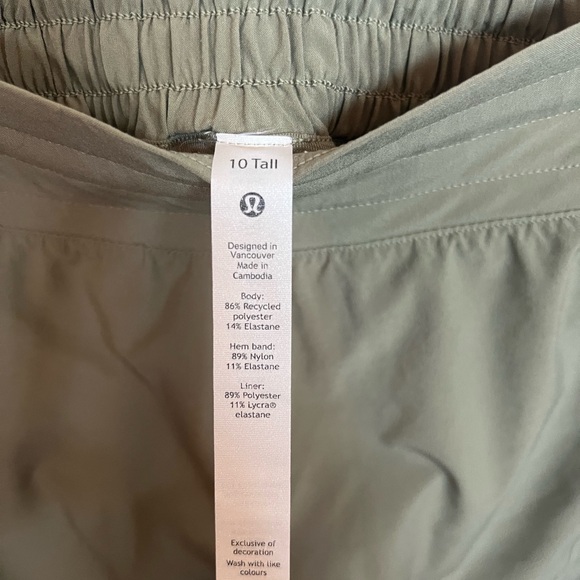 10 Tall
Designed in
Vancouver
Made in
Cambodia
Body:
86% Recycled
polyester
14% Elastane
Hem band:
89% Nylon
11% Elastane
Liner:
89% Polyester
11% Lycra®
elastane
Exclusive of
decoration
Wash with like
colours